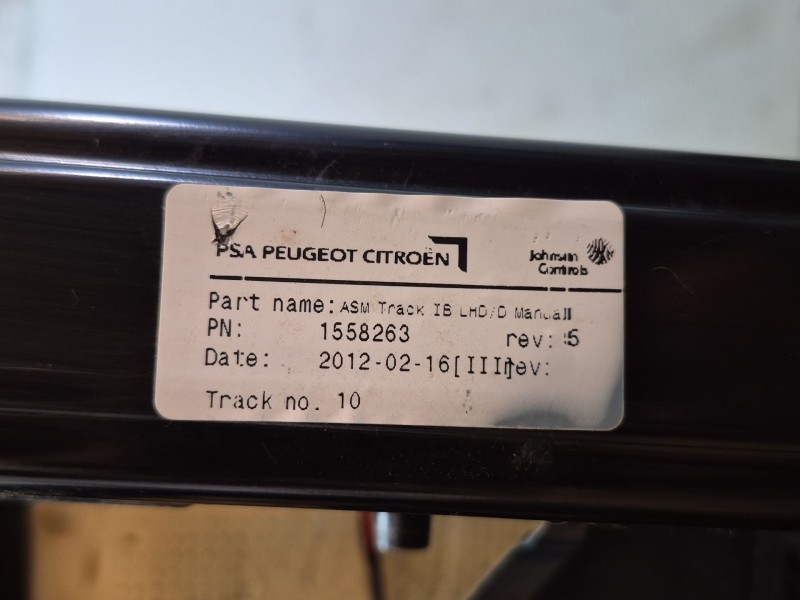 PSA PEUGEOT CITROËN
Johnson Controls
Part name: ASM Track IB LHD/D Manuall
PN: 1558263 rev: 5
Date: 2012-02-16[III]rev:
Track no. 10